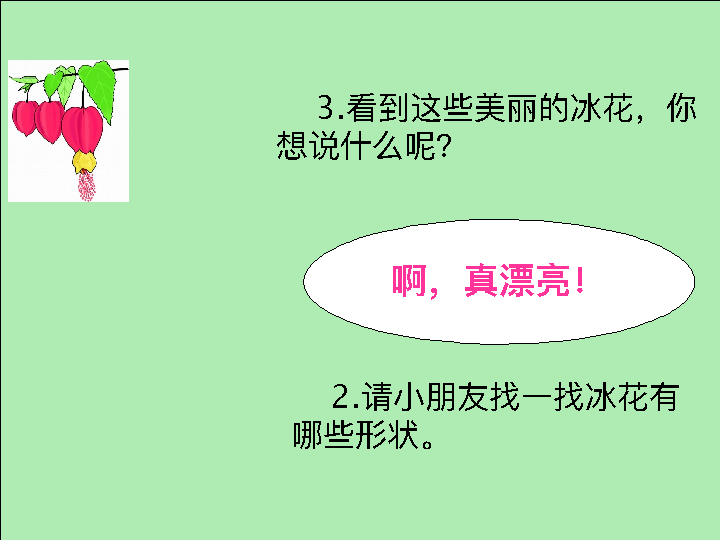 3.看到这些美丽的冰花，你
想说什么呢？
啊，真漂亮！
2.请小朋友找一找冰花有
哪些形状。